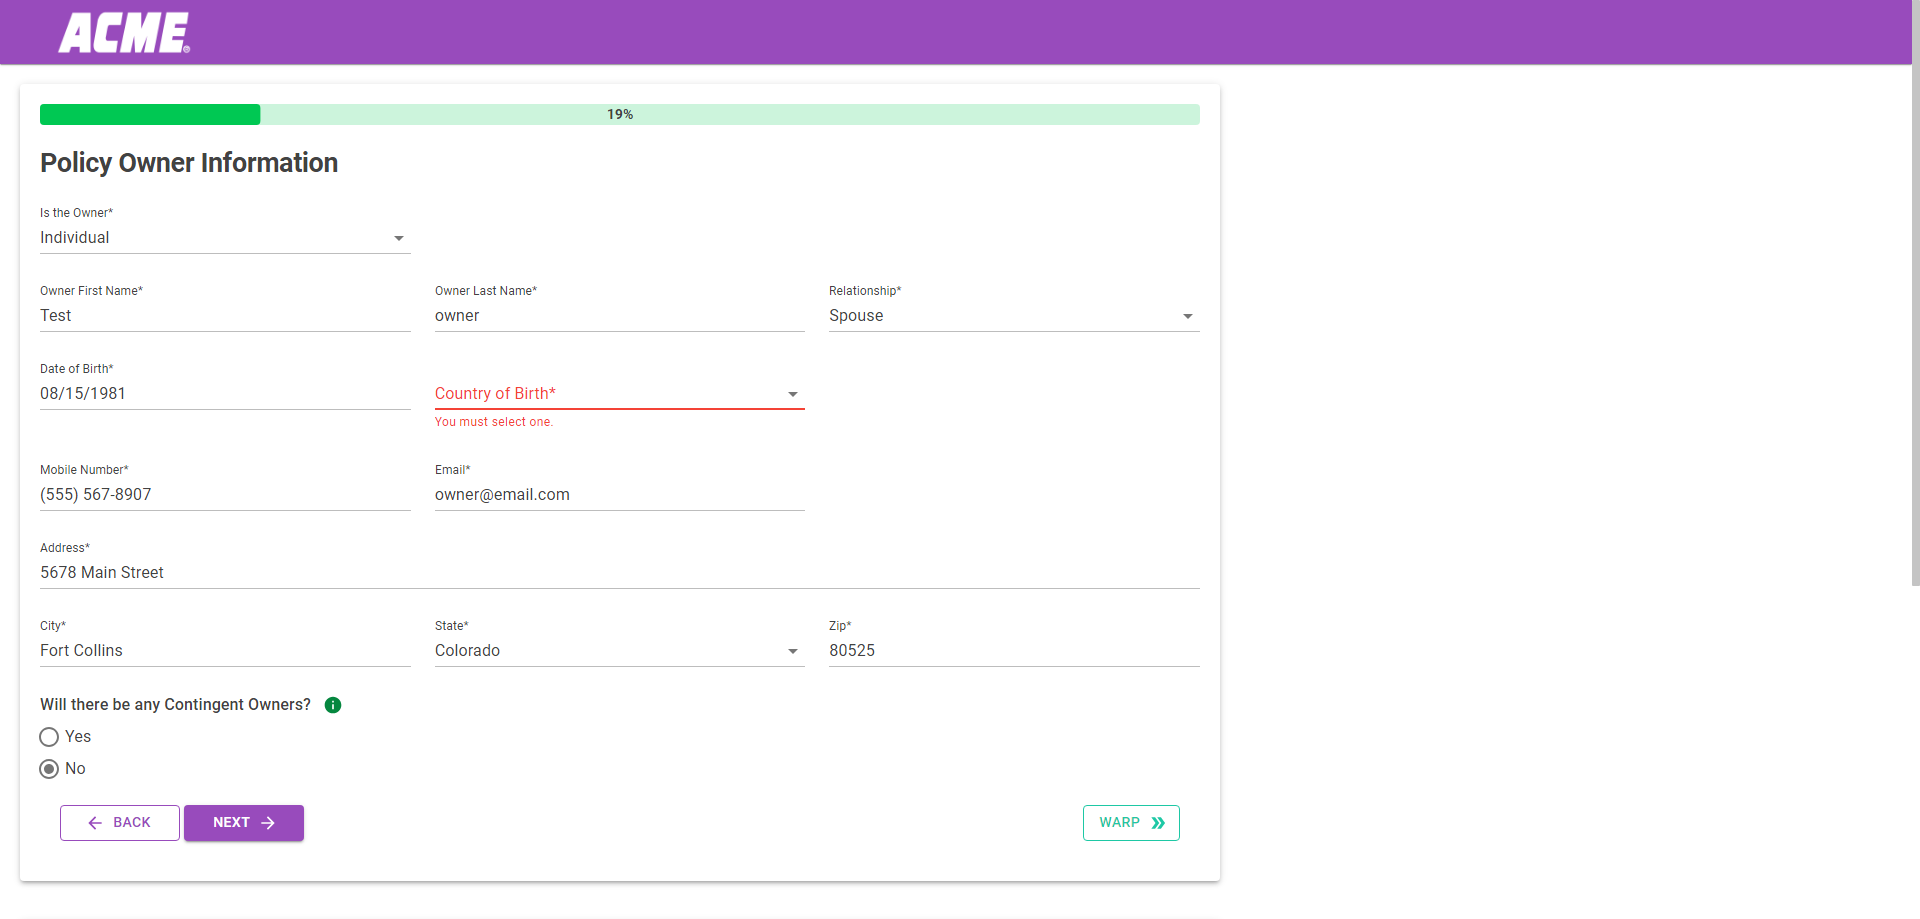 ACME®
19%
Policy Owner Information
Is the Owner*
Individual
Owner First Name* Owner Last Name* Relationship*
Test owner Spouse
Date of Birth*
08/15/1981 Country of Birth*
You must select one.
Mobile Number* Email*
(555) 567-8907 owner@email.com
Address*
5678 Main Street
City* State* Zip*
Fort Collins Colorado 80525
Will there be any Contingent Owners? i
Yes
No
BACK NEXT WARP